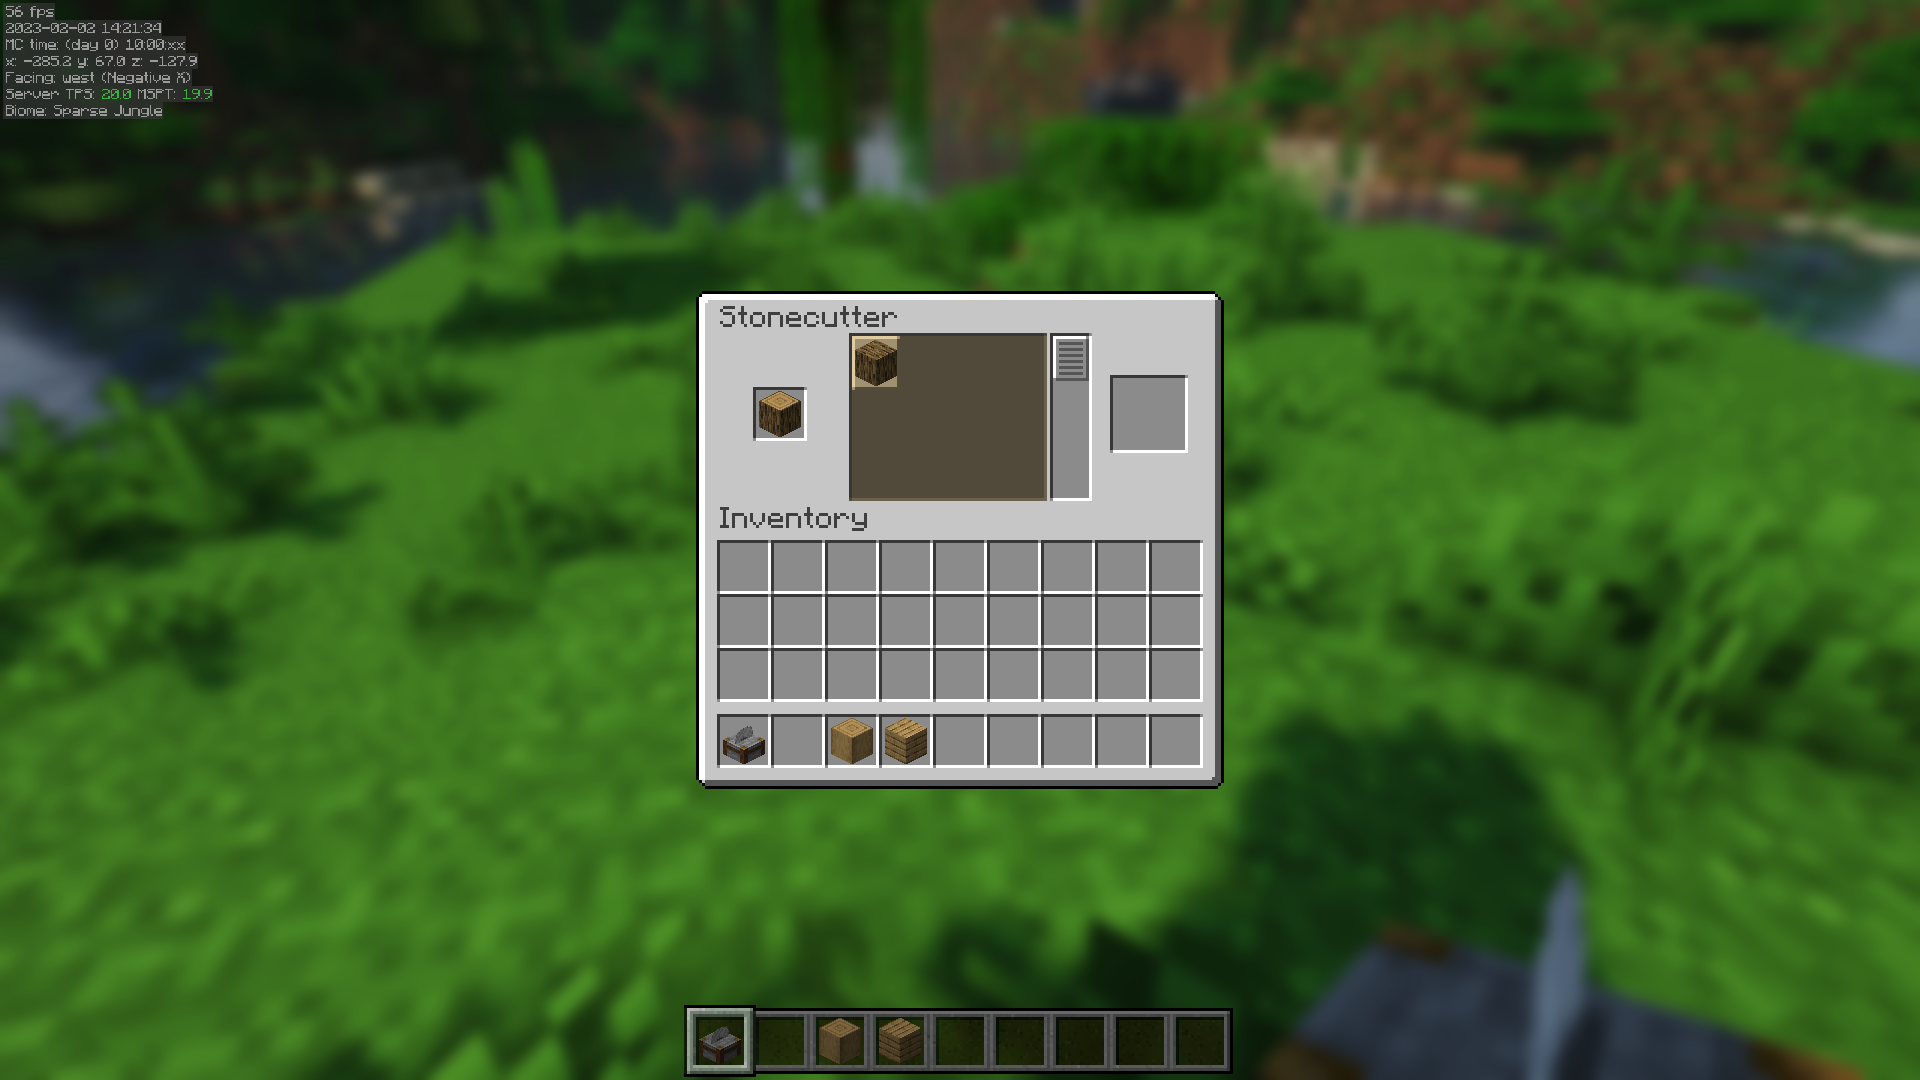 56 fps
2023-02-02 14:21:34
MC time: (day 0) 10:00:xx
x: -285.2 y: 67.0 z: -127.9
Facing: west (Negative X)
Server TPS: 20.0 MSPT: 19.9
Biome: Sparse Jungle
Stonecutter
Inventory